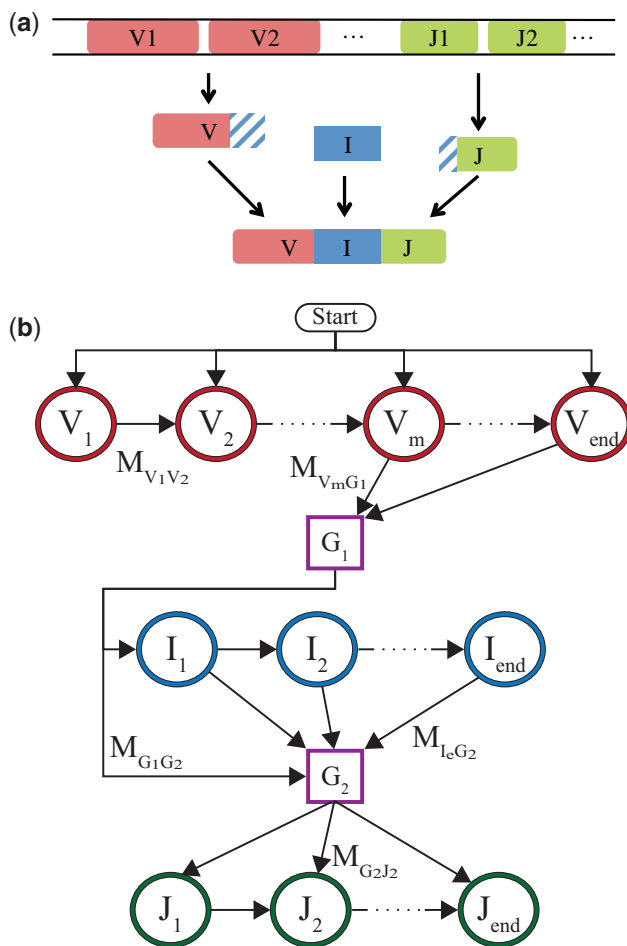 (a)
V1 V2 ... J1 J2 ...
V I J
V I J
(b)
Start
V1 V2 Vm Vend
MV1V2 MVmG1
G1
I1 I2 Iend
MG1G2 MIeG2
G2
MG2J2
J1 J2 Jend